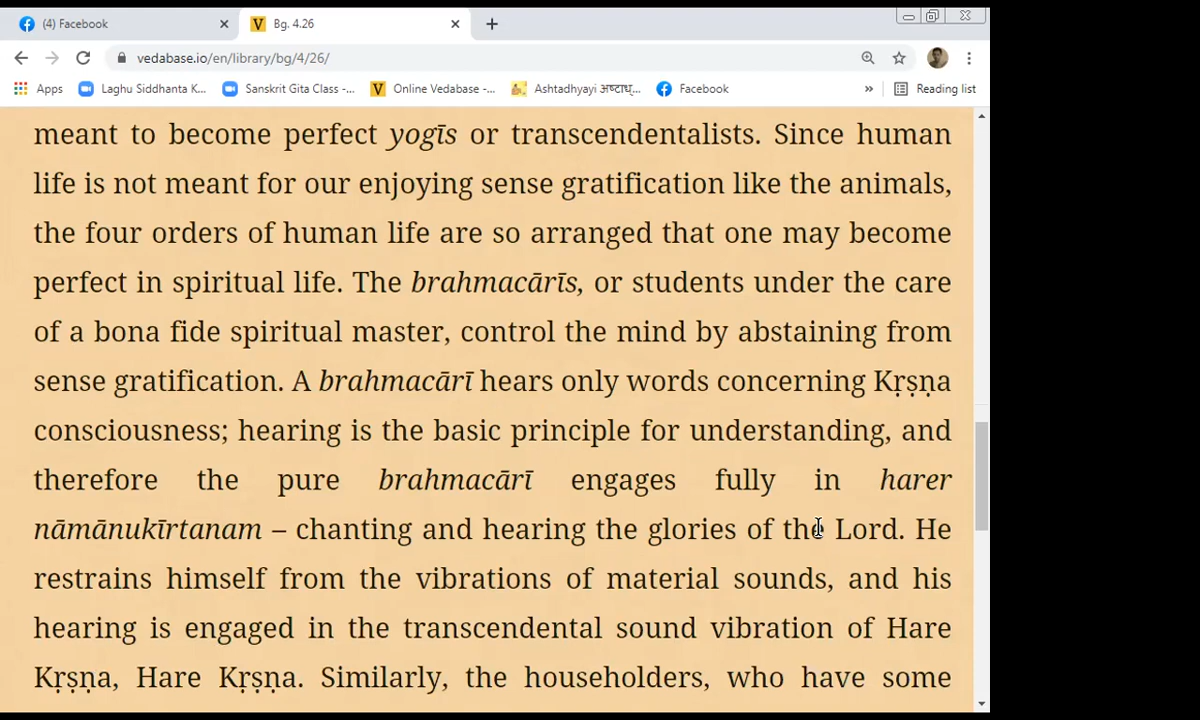 (4) Facebook
Bg. 4.26
vedabase.io/en/library/bg/4/26/
Apps
Laghu Siddhanta K...
Sanskrit Gita Class -...
Online Vedabase -...
Ashtadhyayi अष्टाध्...
Facebook
»
Reading list
meant to become perfect yogīs or transcendentalists. Since human
life is not meant for our enjoying sense gratification like the animals,
the four orders of human life are so arranged that one may become
perfect in spiritual life. The brahmacārīs, or students under the care
of a bona fide spiritual master, control the mind by abstaining from
sense gratification. A brahmacārī hears only words concerning Kṛṣṇa
consciousness; hearing is the basic principle for understanding, and
therefore the pure brahmacārī engages fully in harer
nāmānukīrtanam – chanting and hearing the glories of the Lord. He
restrains himself from the vibrations of material sounds, and his
hearing is engaged in the transcendental sound vibration of Hare
Kṛṣṇa, Hare Kṛṣṇa. Similarly, the householders, who have some